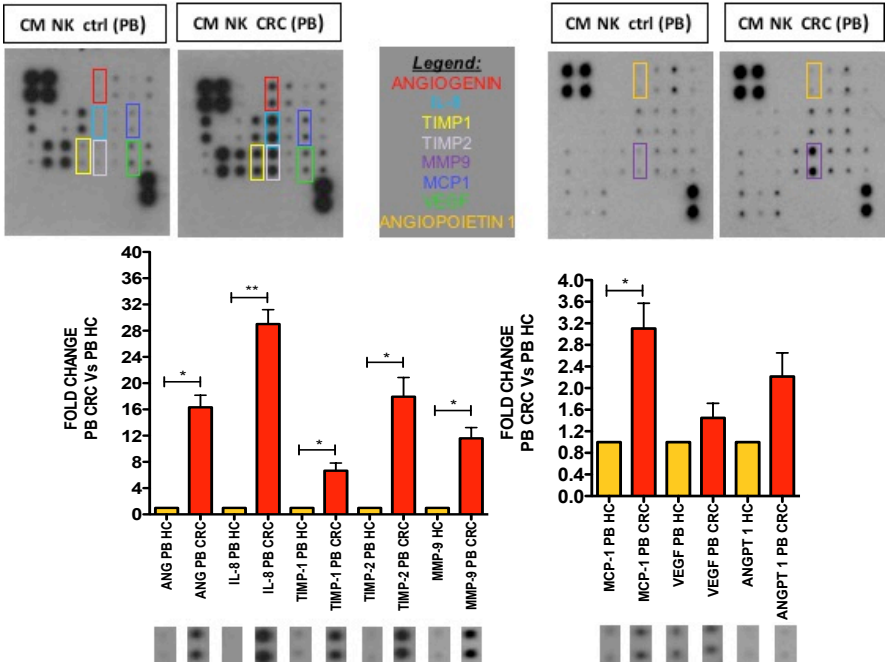 CM NK ctrl (PB)
CM NK CRC (PB)
CM NK ctrl (PB)
CM NK CRC (PB)
Legend:
ANGIOGENIN
IL-8
TIMP1
TIMP2
MMP9
MCP1
VEGF
ANGIOPOIETIN 1
FOLD CHANGE
PB CRC Vs PB HC
40
36
32
28
24
20
16
12
8
4
0
*
**
*
*
*
ANG PB HC
ANG PB CRC
IL-8 PB HC
IL-8 PB CRC
TIMP-1 PB HC
TIMP-1 PB CRC
TIMP-2 PB HC
TIMP-2 PB CRC
MMP-9 HC
MMP-9 PB CRC
FOLD CHANGE
PB CRC Vs PB HC
4.0
3.6
3.2
2.8
2.4
2.0
1.6
1.2
0.8
0.4
0.0
*
MCP-1 PB HC
MCP-1 PB CRC
VEGF PB HC
VEGF PB CRC
ANGPT 1 HC
ANGPT 1 PB CRC